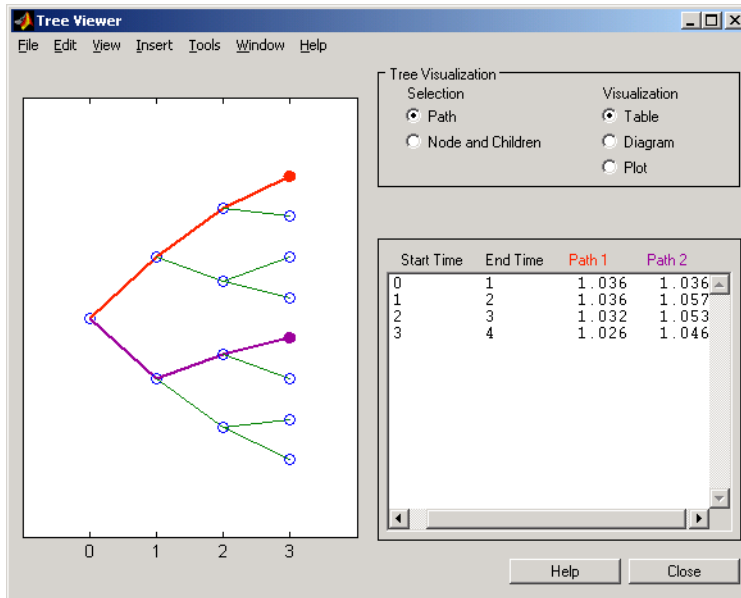 Tree Viewer
File Edit View Insert Tools Window Help
Tree Visualization
Selection Visualization
Path Table
Node and Children Diagram
Plot
Start Time End Time Path 1 Path 2
0 1 1.036 1.036
1 2 1.036 1.057
2 3 1.032 1.053
3 4 1.026 1.046
0 1 2 3
Help Close